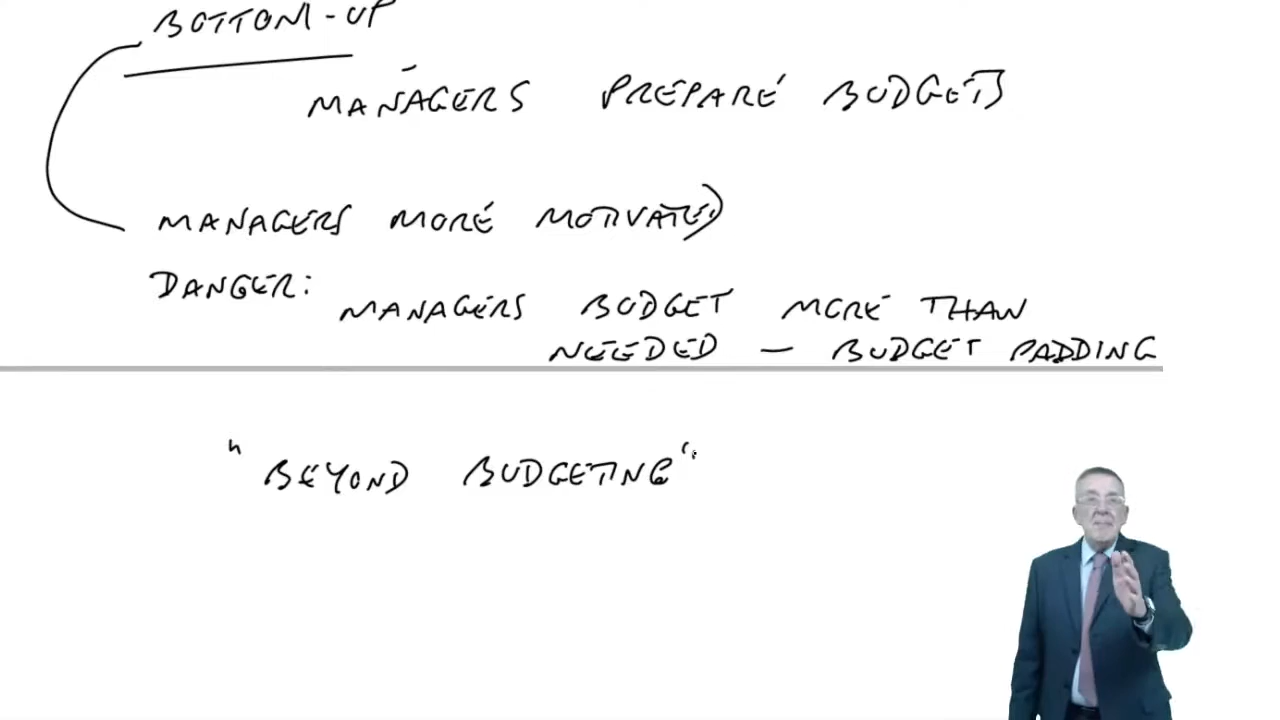 BOTTOM-UP
MANAGERS PREPARE BUDGETS
MANAGERS MORE MOTIVATED
DANGER:
MANAGERS BUDGET MORE THAN
NEEDED - BUDGET PADDING
"BEYOND BUDGETING"